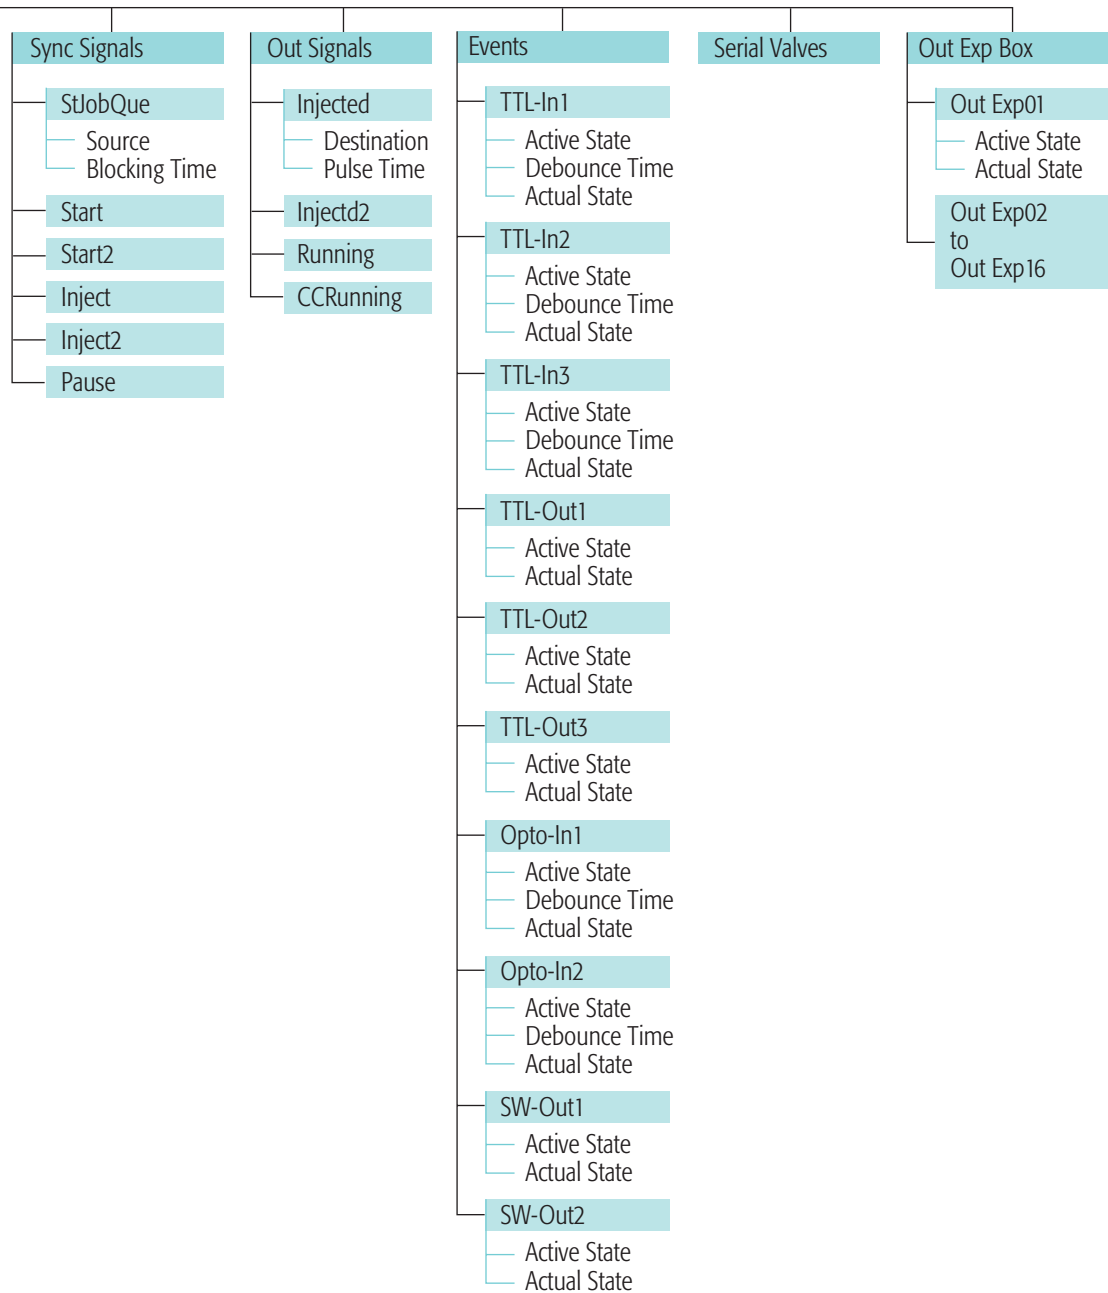 Sync Signals
StJobQue
Source
Blocking Time
Start
Start2
Inject
Inject2
Pause
Out Signals
Injected
Destination
Pulse Time
Injectd2
Running
CCRunning
Events
TTL-In1
Active State
Debounce Time
Actual State
TTL-In2
Active State
Debounce Time
Actual State
TTL-In3
Active State
Debounce Time
Actual State
TTL-Out1
Active State
Actual State
TTL-Out2
Active State
Actual State
TTL-Out3
Active State
Actual State
Opto-In1
Active State
Debounce Time
Actual State
Opto-In2
Active State
Debounce Time
Actual State
SW-Out1
Active State
Actual State
SW-Out2
Active State
Actual State
Serial Valves
Out Exp Box
Out Exp01
Active State
Actual State
Out Exp02
to
Out Exp16